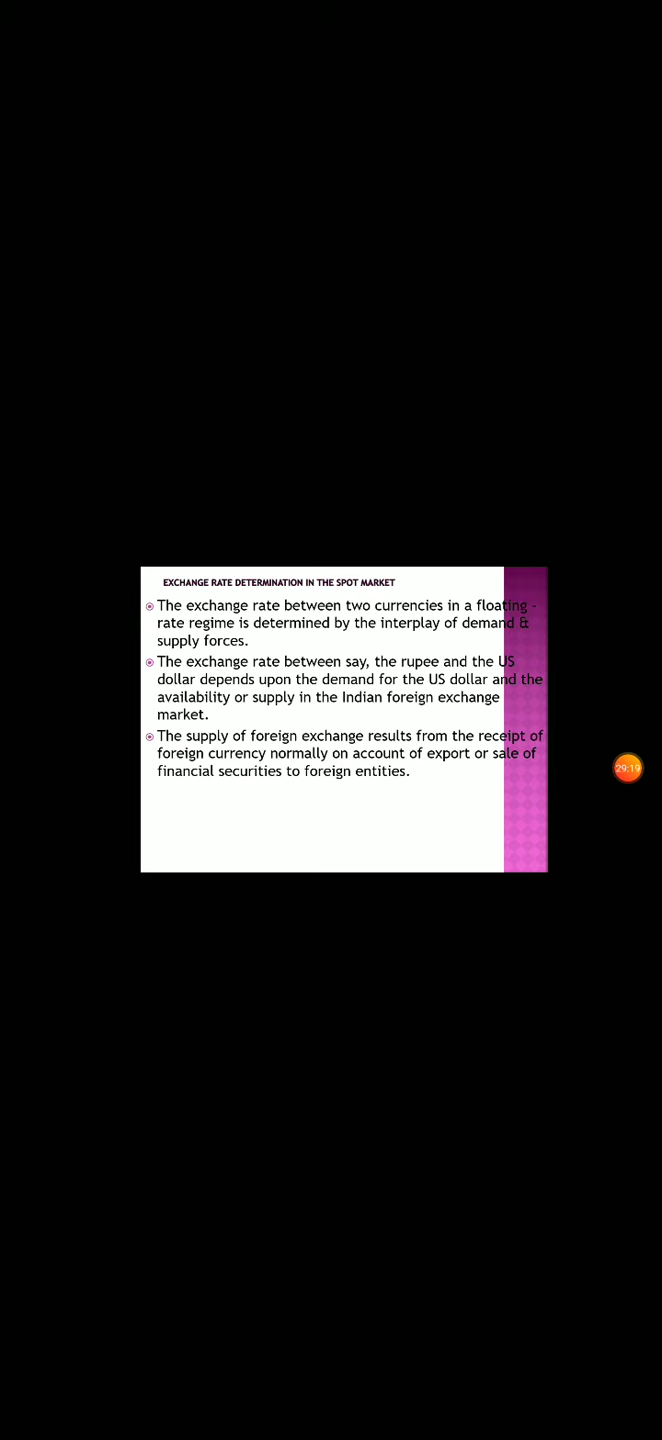 EXCHANGE RATE DETERMINATION IN THE SPOT MARKET
The exchange rate between two currencies in a floating -
rate regime is determined by the interplay of demand &
supply forces.
The exchange rate between say, the rupee and the US
dollar depends upon the demand for the US dollar and the
availability or supply in the Indian foreign exchange
market.
The supply of foreign exchange results from the receipt of
foreign currency normally on account of export or sale of
financial securities to foreign entities.
29:19